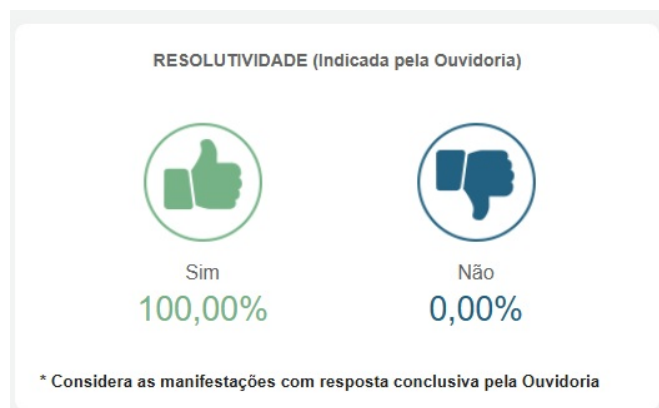 RESOLUTIVIDADE (Indicada pela Ouvidoria)
Sim Não
100,00% 0,00%
* Considera as manifestações com resposta conclusiva pela Ouvidoria